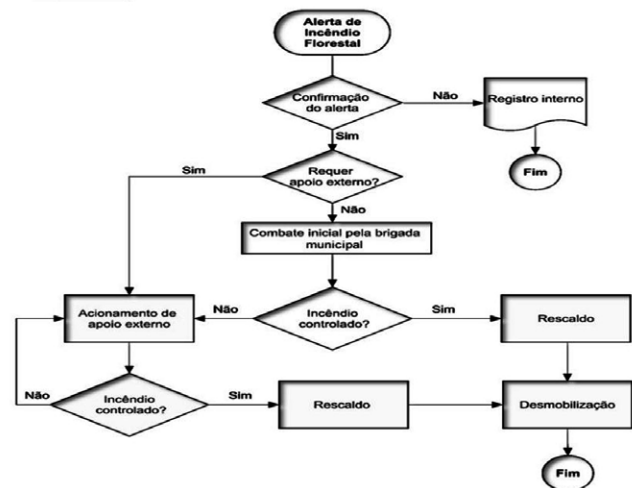 Alerta de
Incêndio
Florestal
Confirmação
do alerta
Não
Registro interno
Sim
Fim
Requer
apoio externo?
Sim
Não
Combate inicial pela brigada
municipal
Acionamento de
apoio externo
Não
Incêndio
controlado?
Sim
Rescaldo
Não
Incêndio
controlado?
Sim
Rescaldo
Desmobilização
Fim